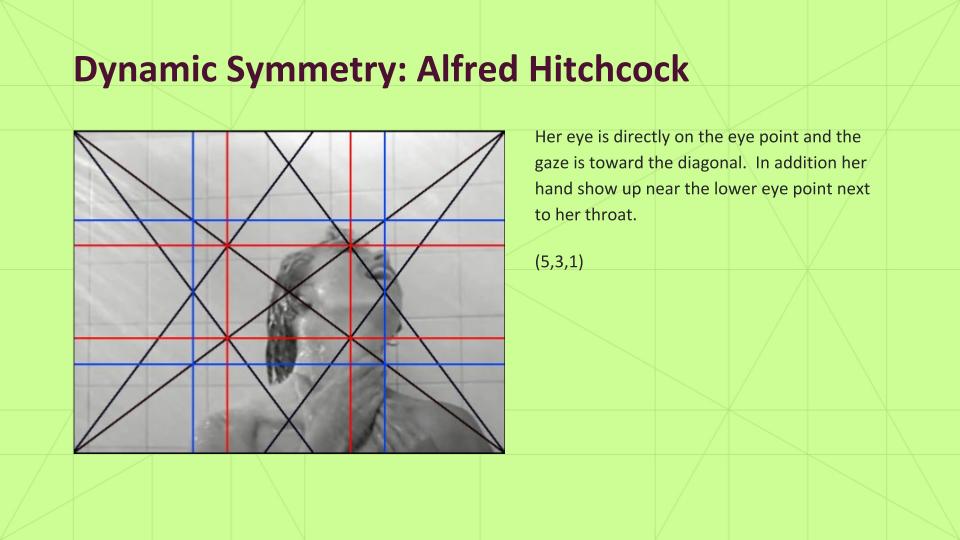 Dynamic Symmetry: Alfred Hitchcock
Her eye is directly on the eye point and the
gaze is toward the diagonal.  In addition her
hand show up near the lower eye point next
to her throat.
(5,3,1)